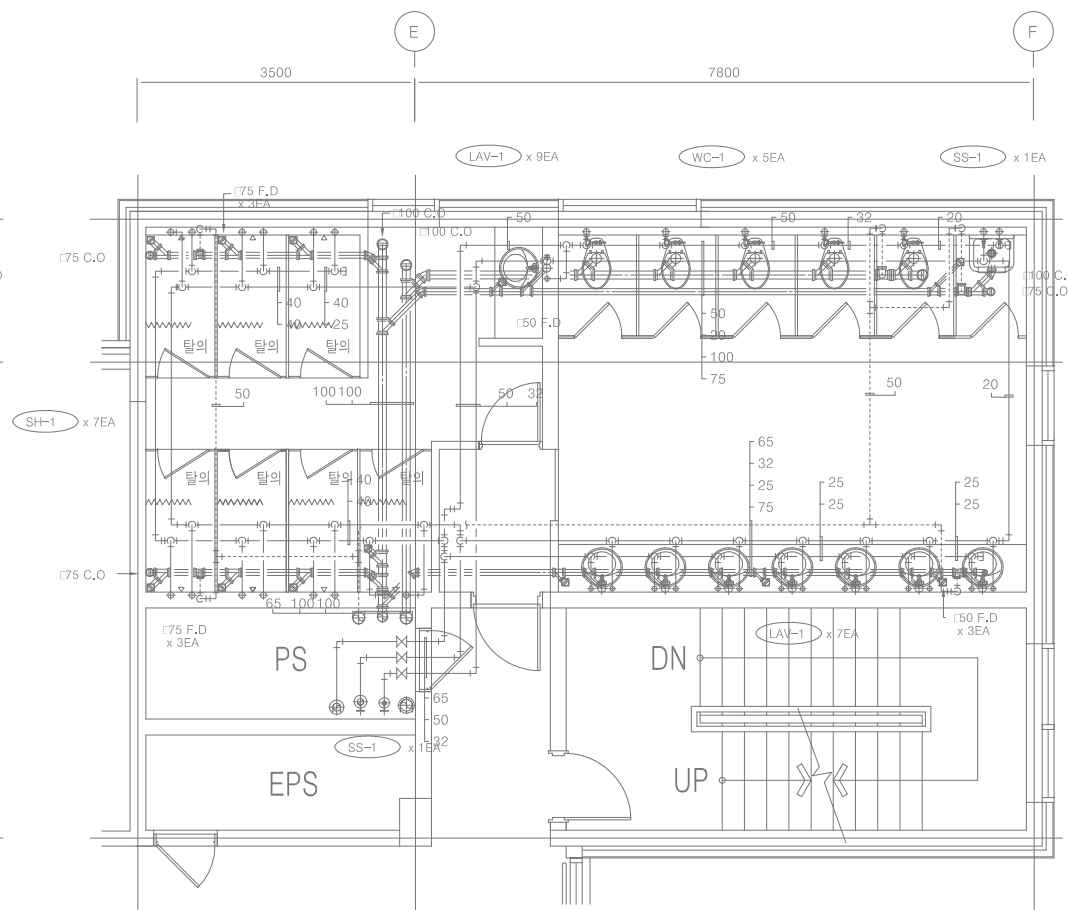 E
F
3500
7800
LAV-1 x 9EA
WC-1 x 5EA
SS-1 x 1EA
□75 F.D
x 3EA
□100 C.O
□100 C.O
50
50
32
20
□75 C.O
□100 C.
□75 C.O
40
40
40
25
□50 F.D
50
20
100
75
탈의
탈의
탈의
50
100100
50
32
50
20
SH-1 x 7EA
65
32
25
75
탈의
탈의
탈의
탈의
40
40
25
25
25
25
□75 C.O
65
100100
□75 F.D
x 3EA
□50 F.D
x 3EA
LAV-1 x 7EA
PS
DN
65
50
32
SS-1 x 1EA
EPS
UP